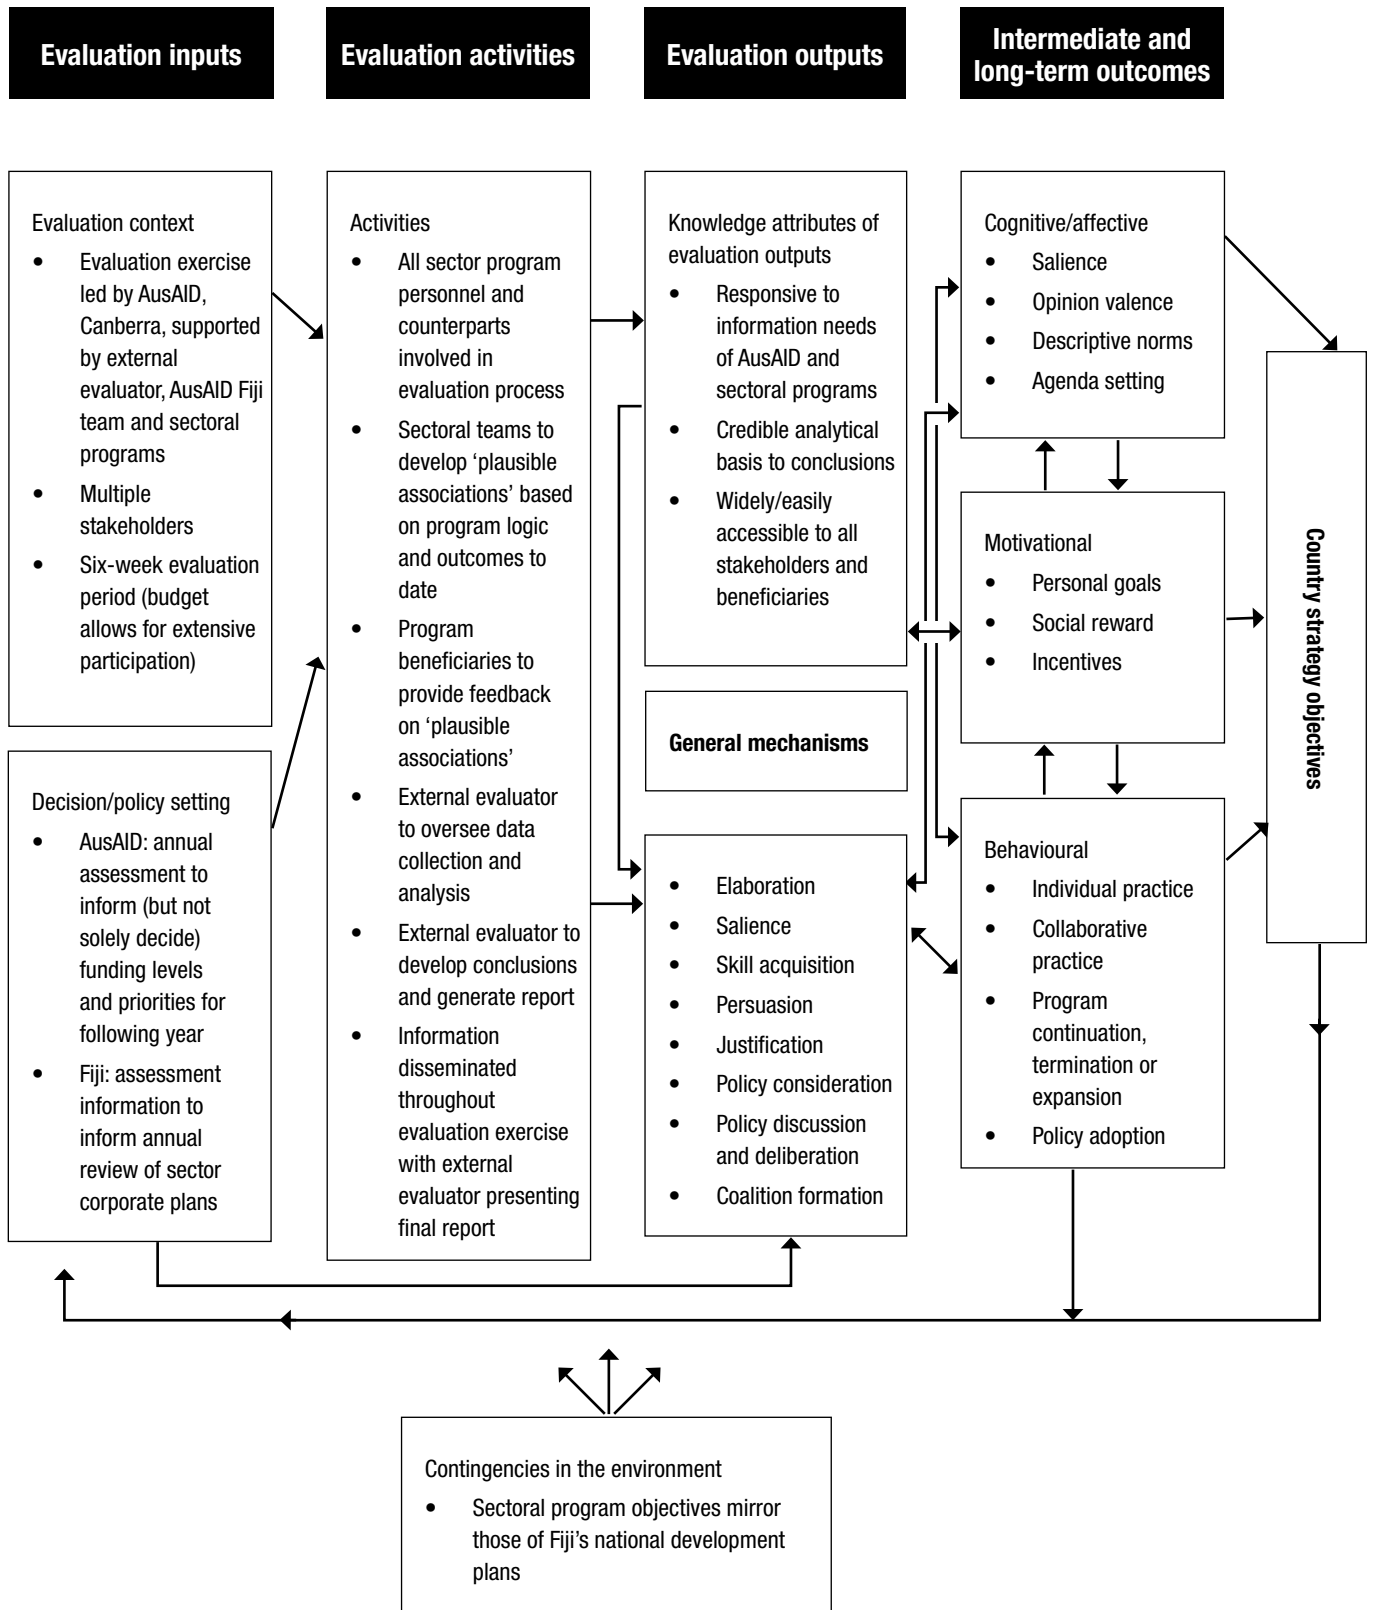 Evaluation inputs
Evaluation activities
Evaluation outputs
Intermediate and
long-term outcomes
Evaluation context
• Evaluation exercise
led by AusAID,
Canberra, supported
by external
evaluator, AusAID Fiji
team and sectoral
programs
• Multiple
stakeholders
• Six-week evaluation
period (budget
allows for extensive
participation)
Decision/policy setting
• AusAID: annual
assessment to
inform (but not
solely decide)
funding levels
and priorities for
following year
• Fiji: assessment
information to
inform annual
review of sector
corporate plans
Activities
• All sector program
personnel and
counterparts
involved in
evaluation process
• Sectoral teams to
develop ‘plausible
associations’ based
on program logic
and outcomes to
date
• Program
beneficiaries to
provide feedback
on ‘plausible
associations’
• External evaluator
to oversee data
collection and
analysis
• External evaluator to
develop conclusions
and generate report
• Information
disseminated
throughout
evaluation exercise
with external
evaluator presenting
final report
Knowledge attributes of
evaluation outputs
• Responsive to
information needs
of AusAID and
sectoral programs
• Credible analytical
basis to conclusions
• Widely/easily
accessible to all
stakeholders and
beneficiaries
General mechanisms
• Elaboration
• Salience
• Skill acquisition
• Persuasion
• Justification
• Policy consideration
• Policy discussion
and deliberation
• Coalition formation
Cognitive/affective
• Salience
• Opinion valence
• Descriptive norms
• Agenda setting
Motivational
• Personal goals
• Social reward
• Incentives
Behavioural
• Individual practice
• Collaborative
practice
• Program
continuation,
termination or
expansion
• Policy adoption
Country strategy objectives
Contingencies in the environment
• Sectoral program objectives mirror
those of Fiji’s national development
plans